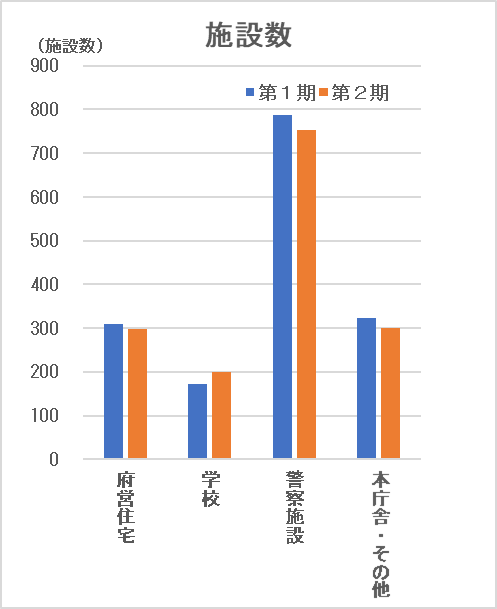 施設数
（施設数）
900
800
第１期 第２期
700
600
500
400
300
200
100
0
府営住宅
学校
警察施設
本庁舎・その他